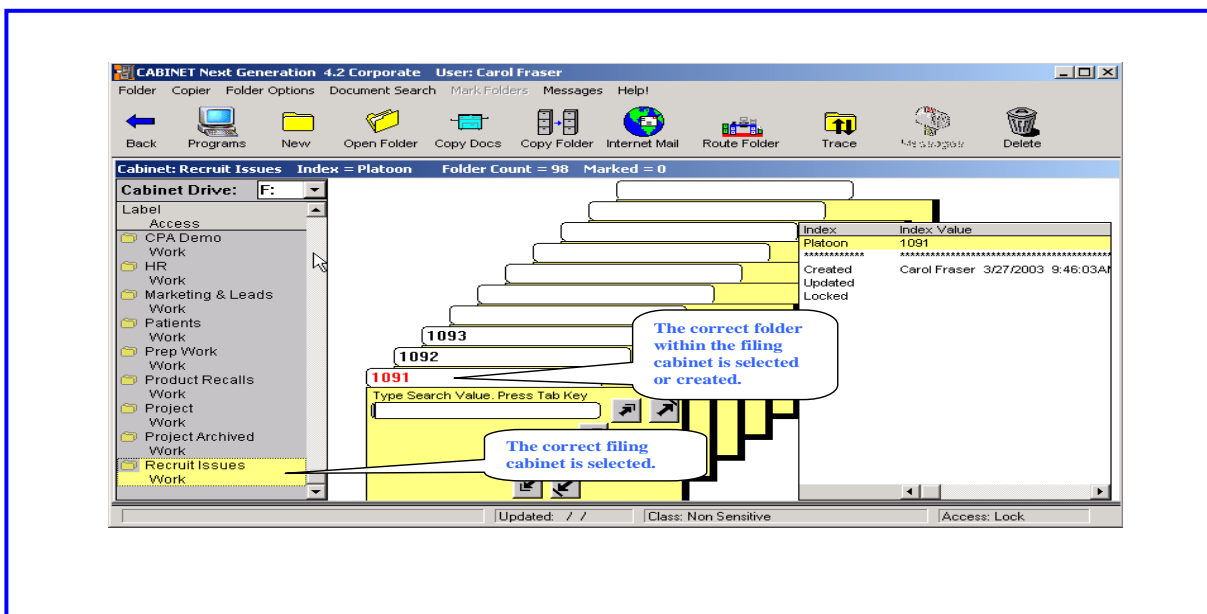 CABINET Next Generation 4.2 Corporate User: Carol Fraser
Folder Copier Folder Options Document Search Mark Folders Messages Help!
Back Programs New Open Folder Copy Docs Copy Folder Internet Mail Route Folder Trace Messages Delete
Cabinet: Recruit Issues Index = Platoon Folder Count = 98 Marked = 0
Cabinet Drive: F:
Label
Access
CPA Demo
Work
HR
Work
Marketing & Leads
Work
Patients
Work
Prep Work
Work
Product Recalls
Work
Project
Work
Project Archived
Work
Recruit Issues
Work
1093
1092
1091
Type Search Value. Press Tab Key
The correct folder
within the filing
cabinet is selected
or created.
The correct filing
cabinet is selected.
Index Index Value
Platoon 1091
*********** **************************************
Created Carol Fraser 3/27/2003 9:46:03AM
Updated
Locked
Updated: / / Class: Non Sensitive Access: Lock